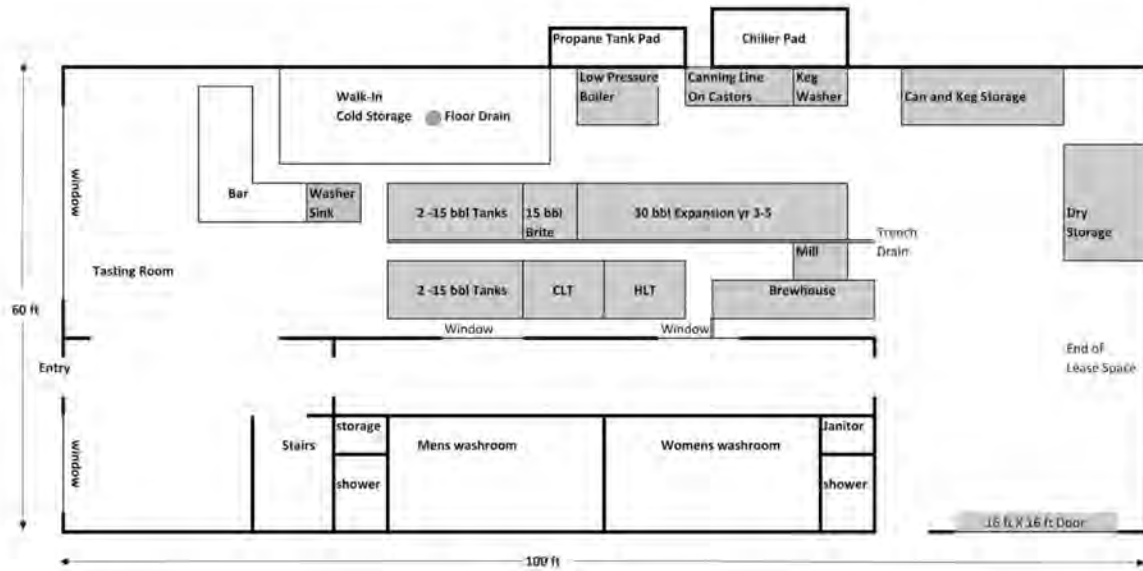 Propane Tank Pad
Chiller Pad
Low Pressure
Boiler
Canning Line
On Castors
Keg
Washer
Can and Keg Storage
Walk-In
Cold Storage
Floor Drain
window
Bar
Washer
Sink
2 -15 bbl Tanks
15 bbl
Brite
30 bbl Expansion yr 3-5
Trench
Drain
Dry
Storage
Mill
Tasting Room
2 -15 bbl Tanks
CLT
HLT
Brewhouse
60 ft
Window
Window
Entry
End of
Lease Space
window
Stairs
storage
Mens washroom
Womens washroom
Janitor
shower
shower
16 ft X 16 ft Door
100 ft